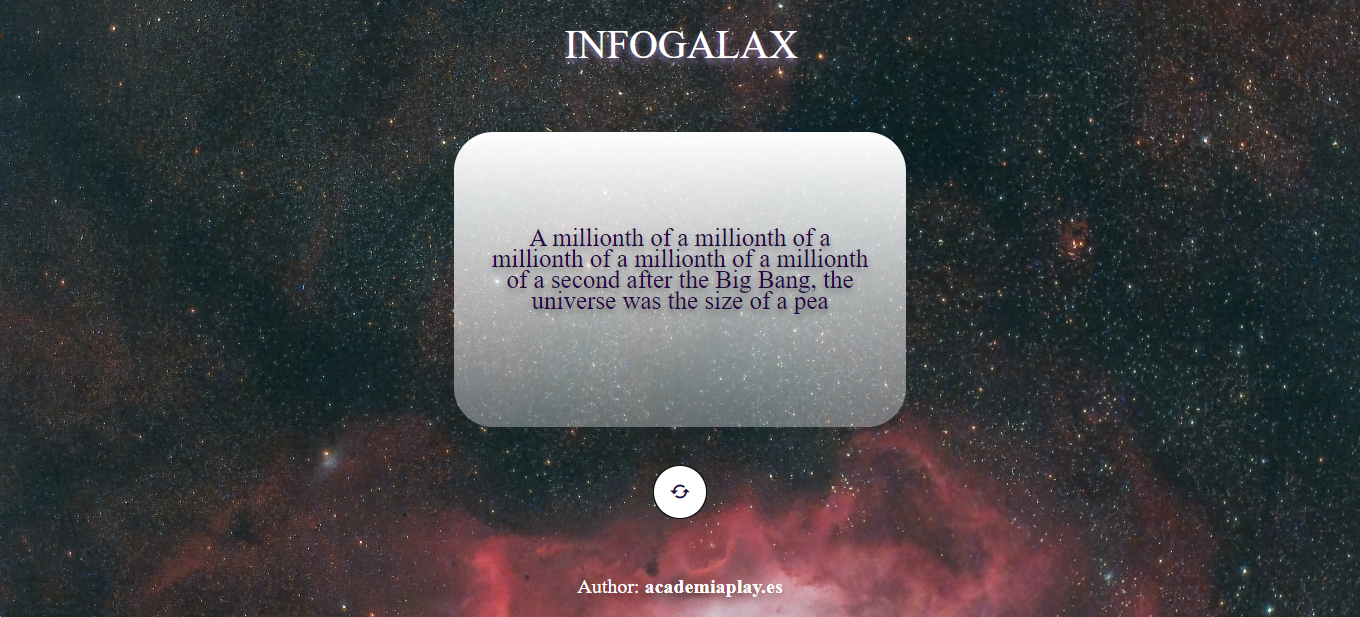 INFOGALAX
A millionth of a millionth of a
millionth of a millionth of a millionth
of a second after the Big Bang, the
universe was the size of a pea
Author: academiaplay.es